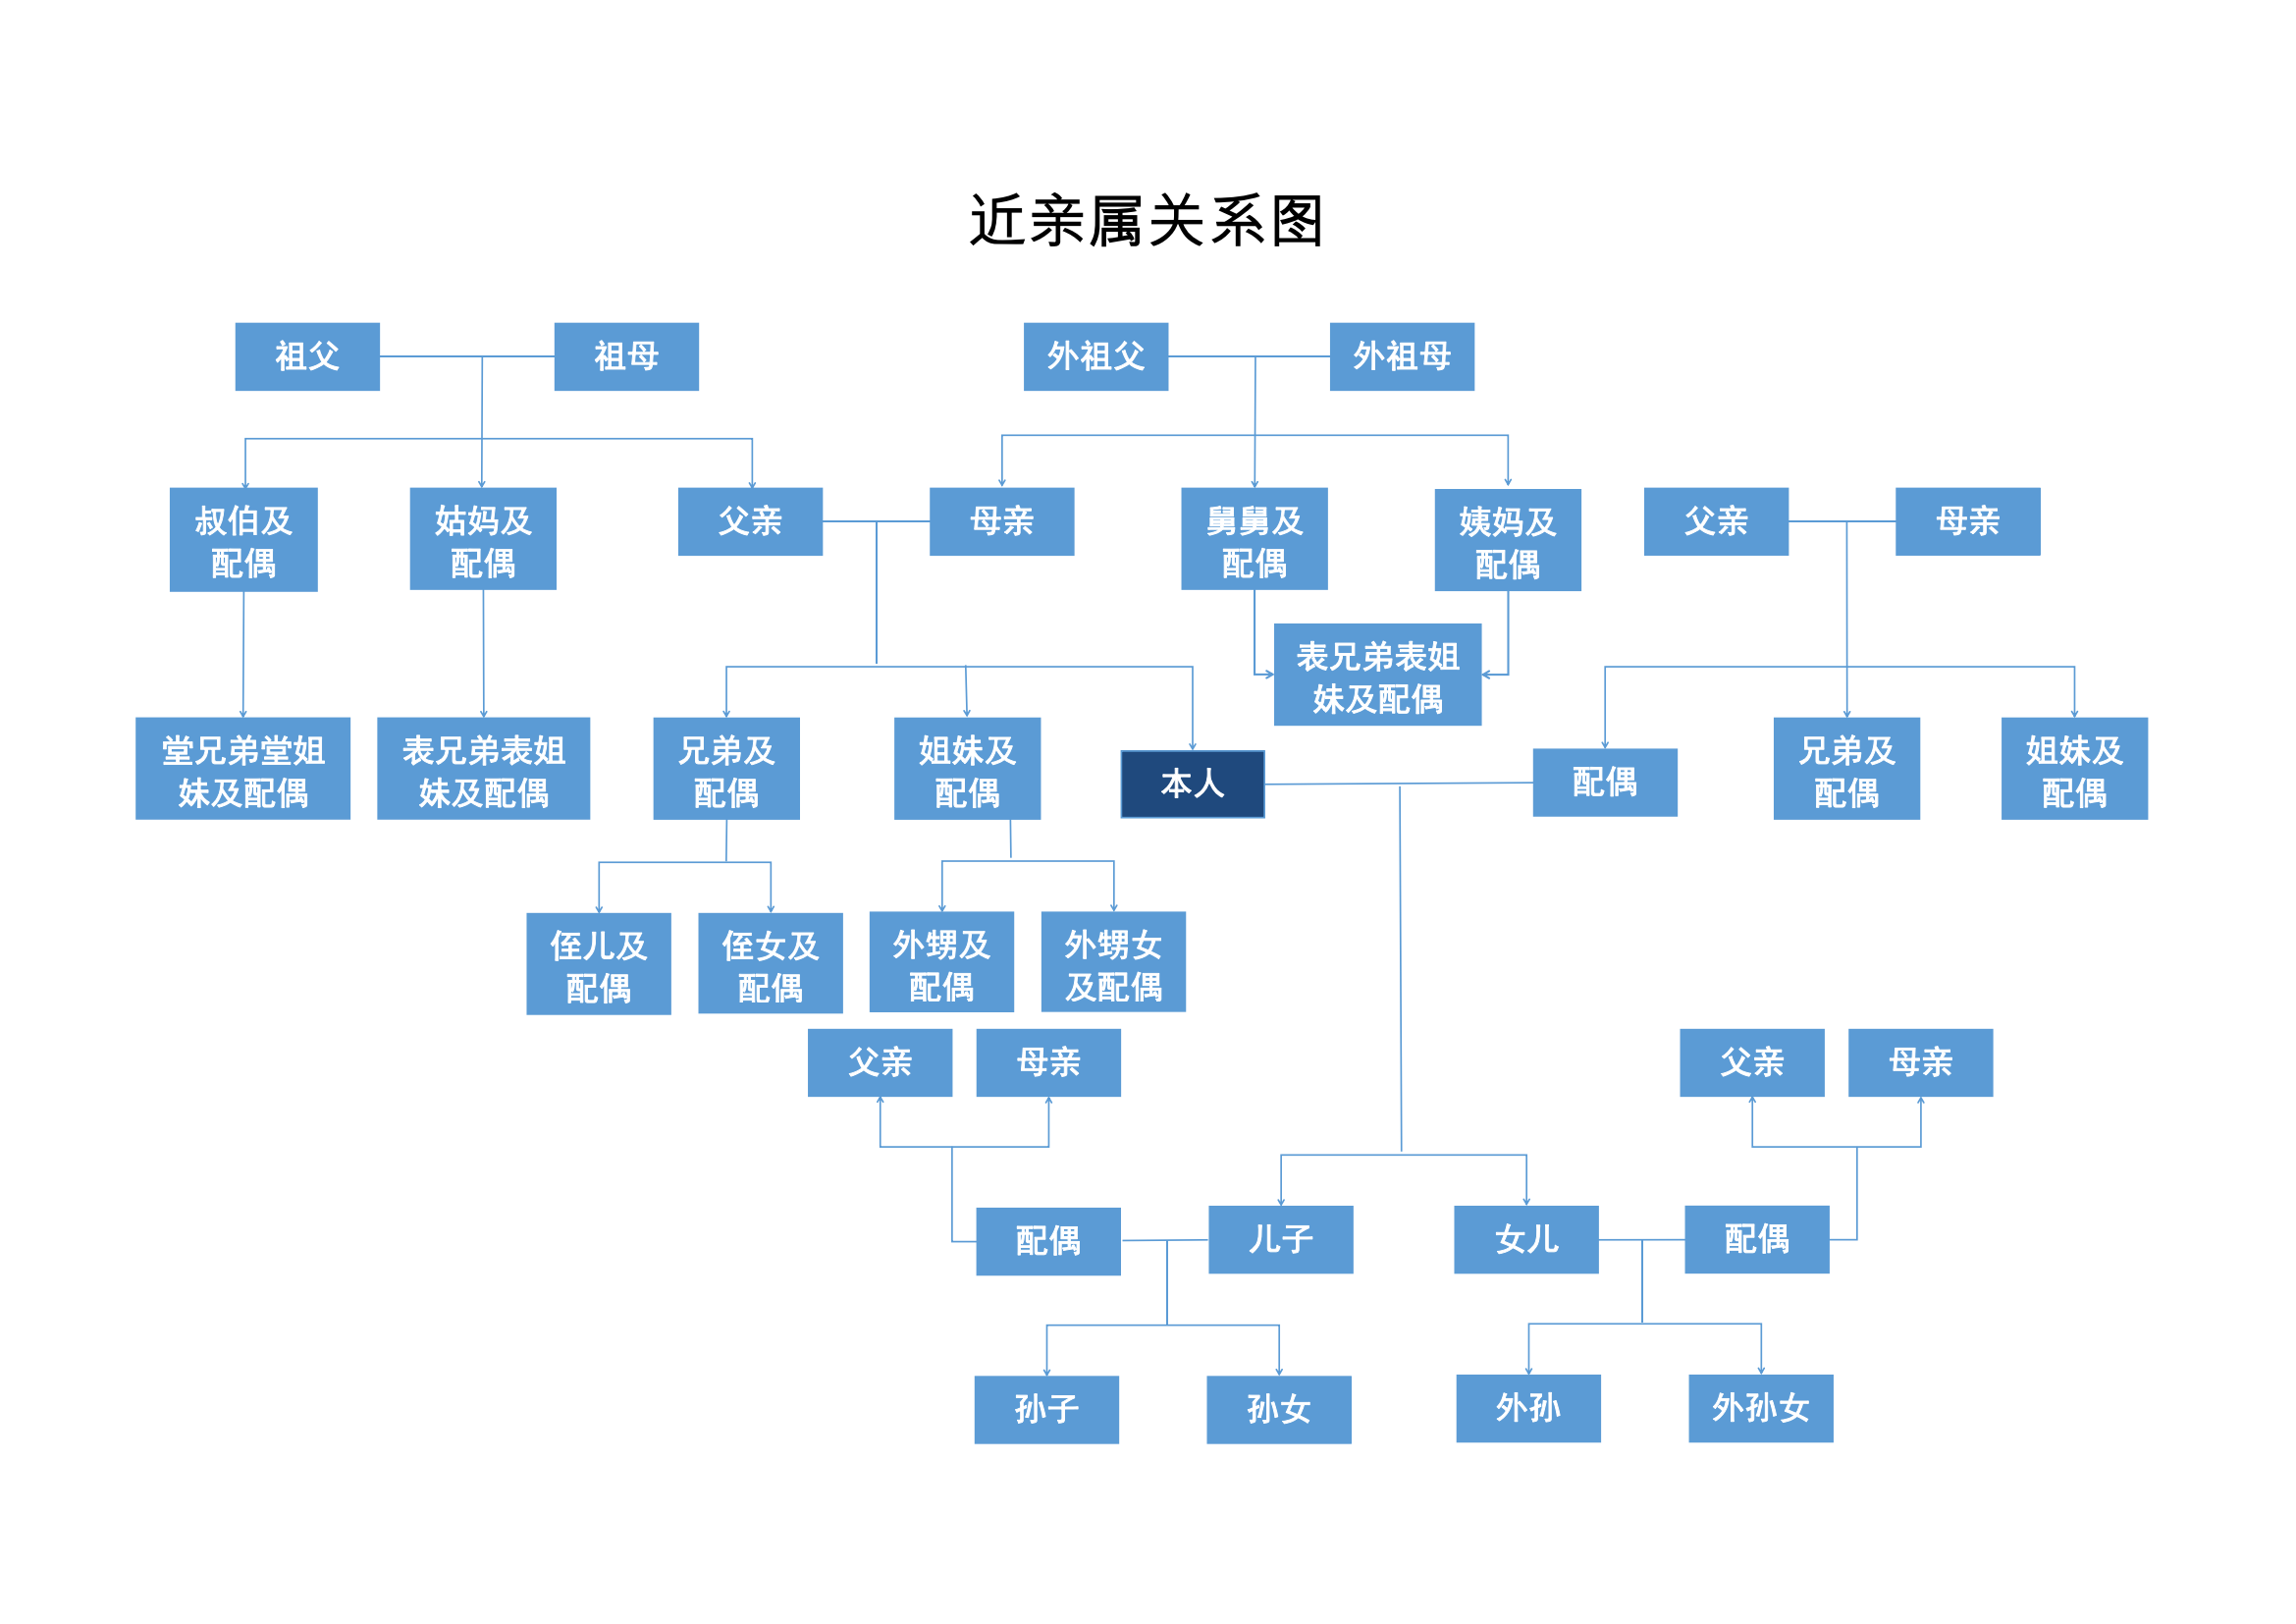 近亲属关系图
祖父
祖母
外祖父
外祖母
叔伯及
配偶
姑妈及
配偶
父亲
母亲
舅舅及
配偶
姨妈及
配偶
父亲
母亲
表兄弟表姐
妹及配偶
堂兄弟堂姐
妹及配偶
表兄弟表姐
妹及配偶
兄弟及
配偶
姐妹及
配偶
本人
配偶
兄弟及
配偶
姐妹及
配偶
侄儿及
配偶
侄女及
配偶
外甥及
配偶
外甥女
及配偶
父亲
母亲
父亲
母亲
配偶
儿子
女儿
配偶
孙子
孙女
外孙
外孙女